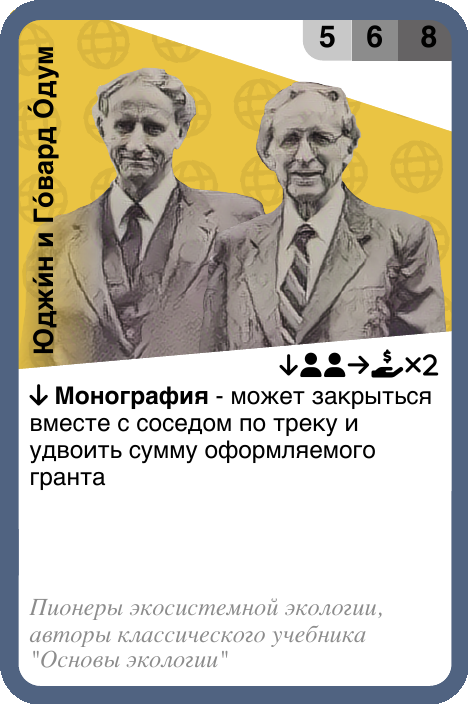 5 6 8
Юджи́н и Го́вард О́дум
↓→$×2
↓ Монография - может закрыться
вместе с соседом по треку и
удвоить сумму оформляемого
гранта
Пионеры экосистемной экологии,
авторы классического учебника
"Основы экологии"